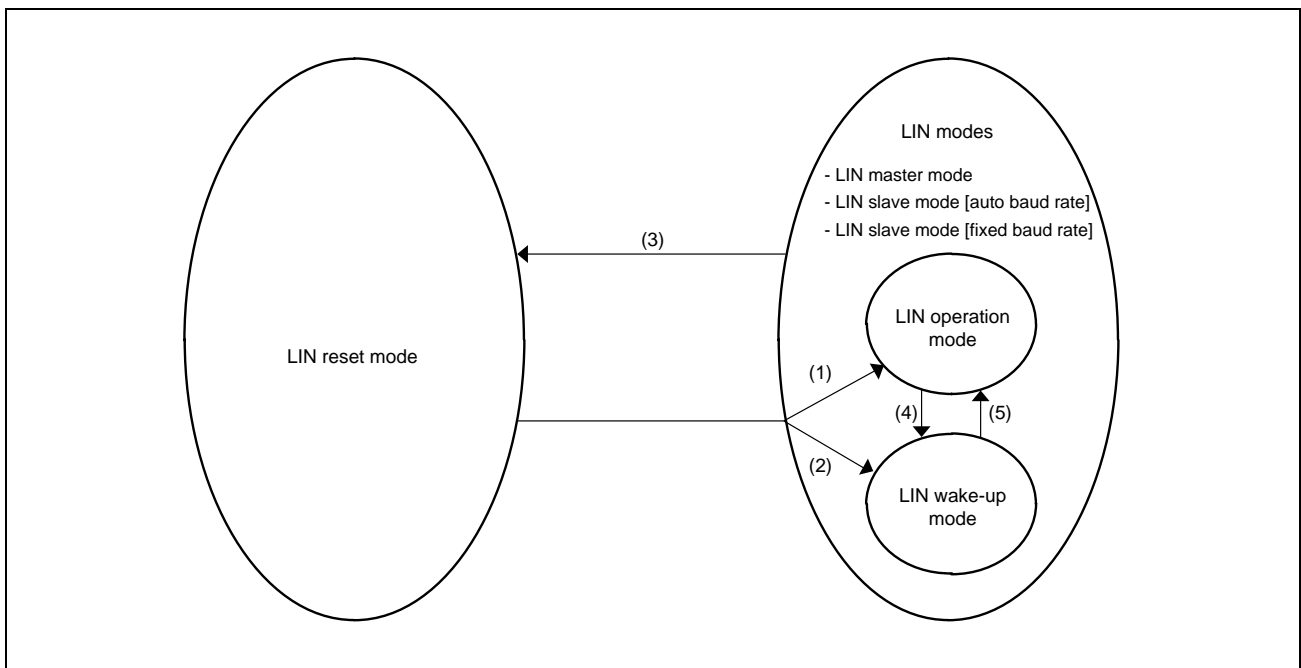 LIN modes
- LIN master mode
- LIN slave mode [auto baud rate]
- LIN slave mode [fixed baud rate]
(3)
LIN operation
mode
LIN reset mode
(1)
(4)
(5)
(2)
LIN wake-up
mode